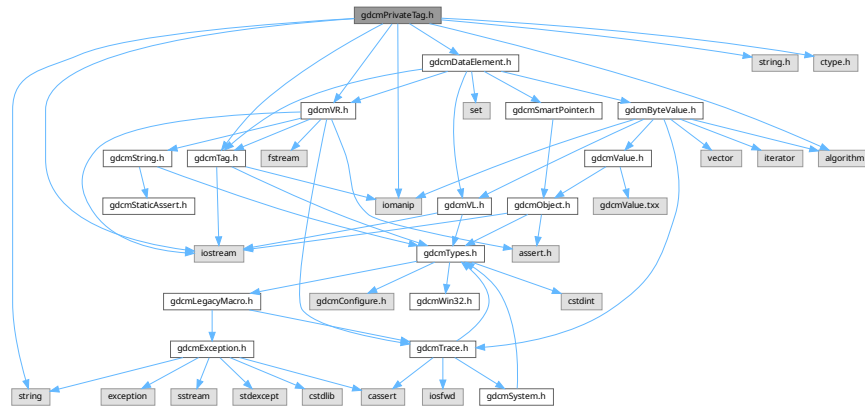 gdcmPrivateTag.h
gdcmDataElement.h
string.h
ctype.h
gdcmVR.h
set
gdcmSmartPointer.h
gdcmByteValue.h
gdcmString.h
gdcmTag.h
fstream
gdcmValue.h
vector
iterator
algorithm
gdcmStaticAssert.h
iomanip
gdcmVL.h
gdcmObject.h
gdcmValue.txx
iostream
gdcmTypes.h
assert.h
gdcmLegacyMacro.h
gdcmConfigure.h
gdcmWin32.h
cstdint
gdcmException.h
gdcmTrace.h
string
exception
sstream
stdexcept
cstdlib
cassert
iosfwd
gdcmSystem.h